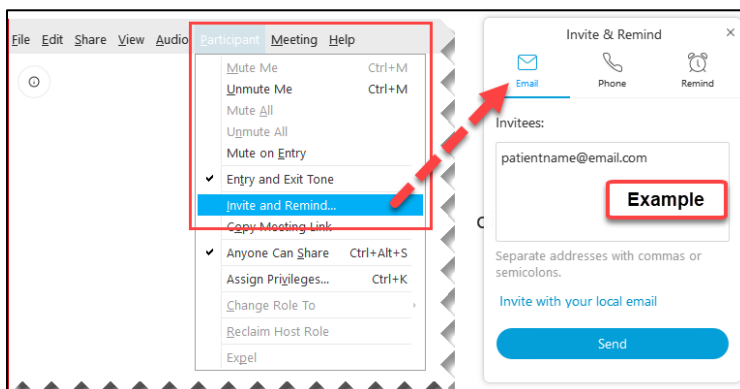 File Edit Share View Audio Participant Meeting Help
Mute Me Ctrl+M
Unmute Me Ctrl+M
Mute All
Unmute All
Mute on Entry
Entry and Exit Tone
Invite and Remind...
Copy Meeting Link
Anyone Can Share Ctrl+Alt+S
Assign Privileges... Ctrl+K
Change Role To
Reclaim Host Role
Expel
Invite & Remind
Email Phone Remind
Invitees:
patientname@email.com
Example
Separate addresses with commas or
semicolons.
Invite with your local email
Send